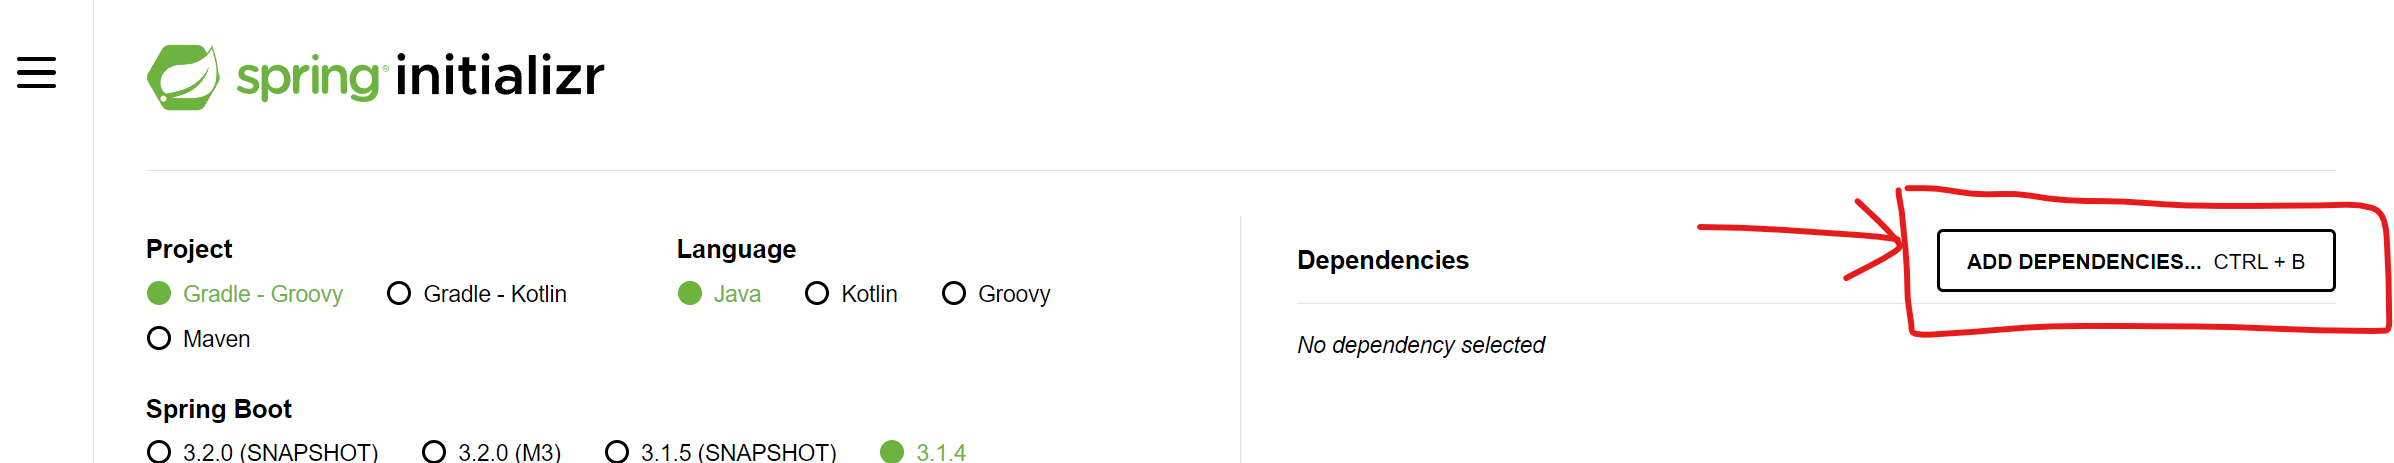 spring initializr
Project
Gradle - Groovy
Gradle - Kotlin
Maven
Language
Java
Kotlin
Groovy
Spring Boot
3.2.0 (SNAPSHOT)
3.2.0 (M3)
3.1.5 (SNAPSHOT)
3.1.4
Dependencies
ADD DEPENDENCIES... CTRL + B
No dependency selected